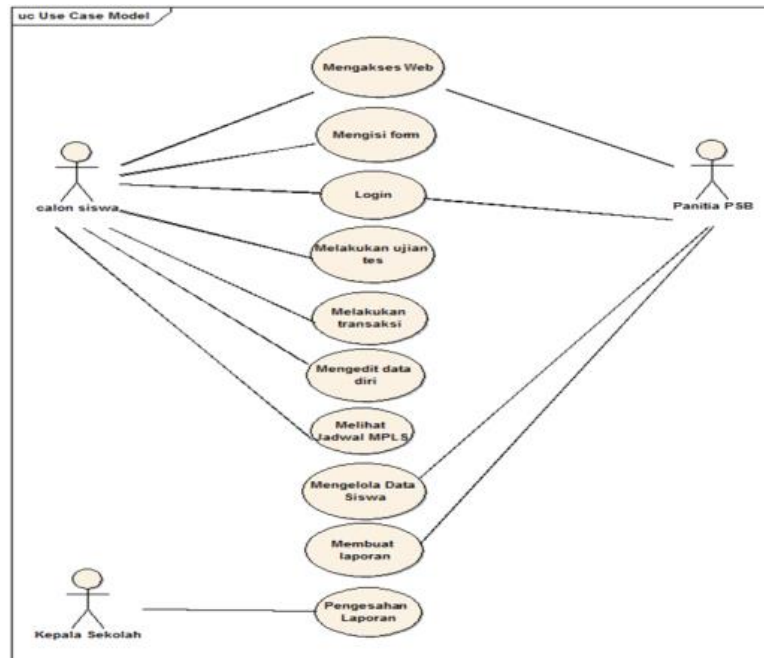 uc Use Case Model
Mengakses Web
Mengisi form
calon siswa
Login
Panitia PSB
Melakukan ujian
tes
Melakukan
transaksi
Mengedit data
diri
Melihat
Jadwal MPLS
Mengelola Data
Siswa
Membuat
laporan
Kepala Sekolah
Pengesahan
Laporan